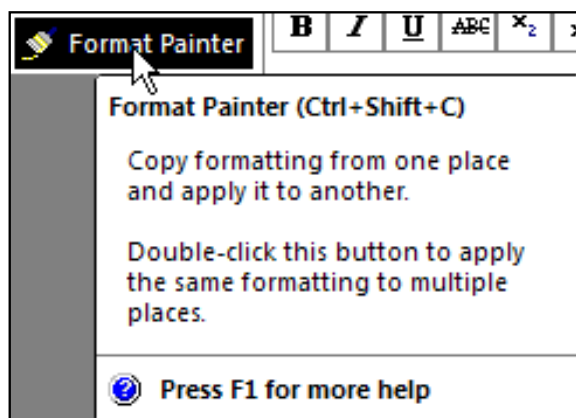 Format Painter B I U ABC X₂
Format Painter (Ctrl+Shift+C)
Copy formatting from one place
and apply it to another.
Double-click this button to apply
the same formatting to multiple
places.
Press F1 for more help